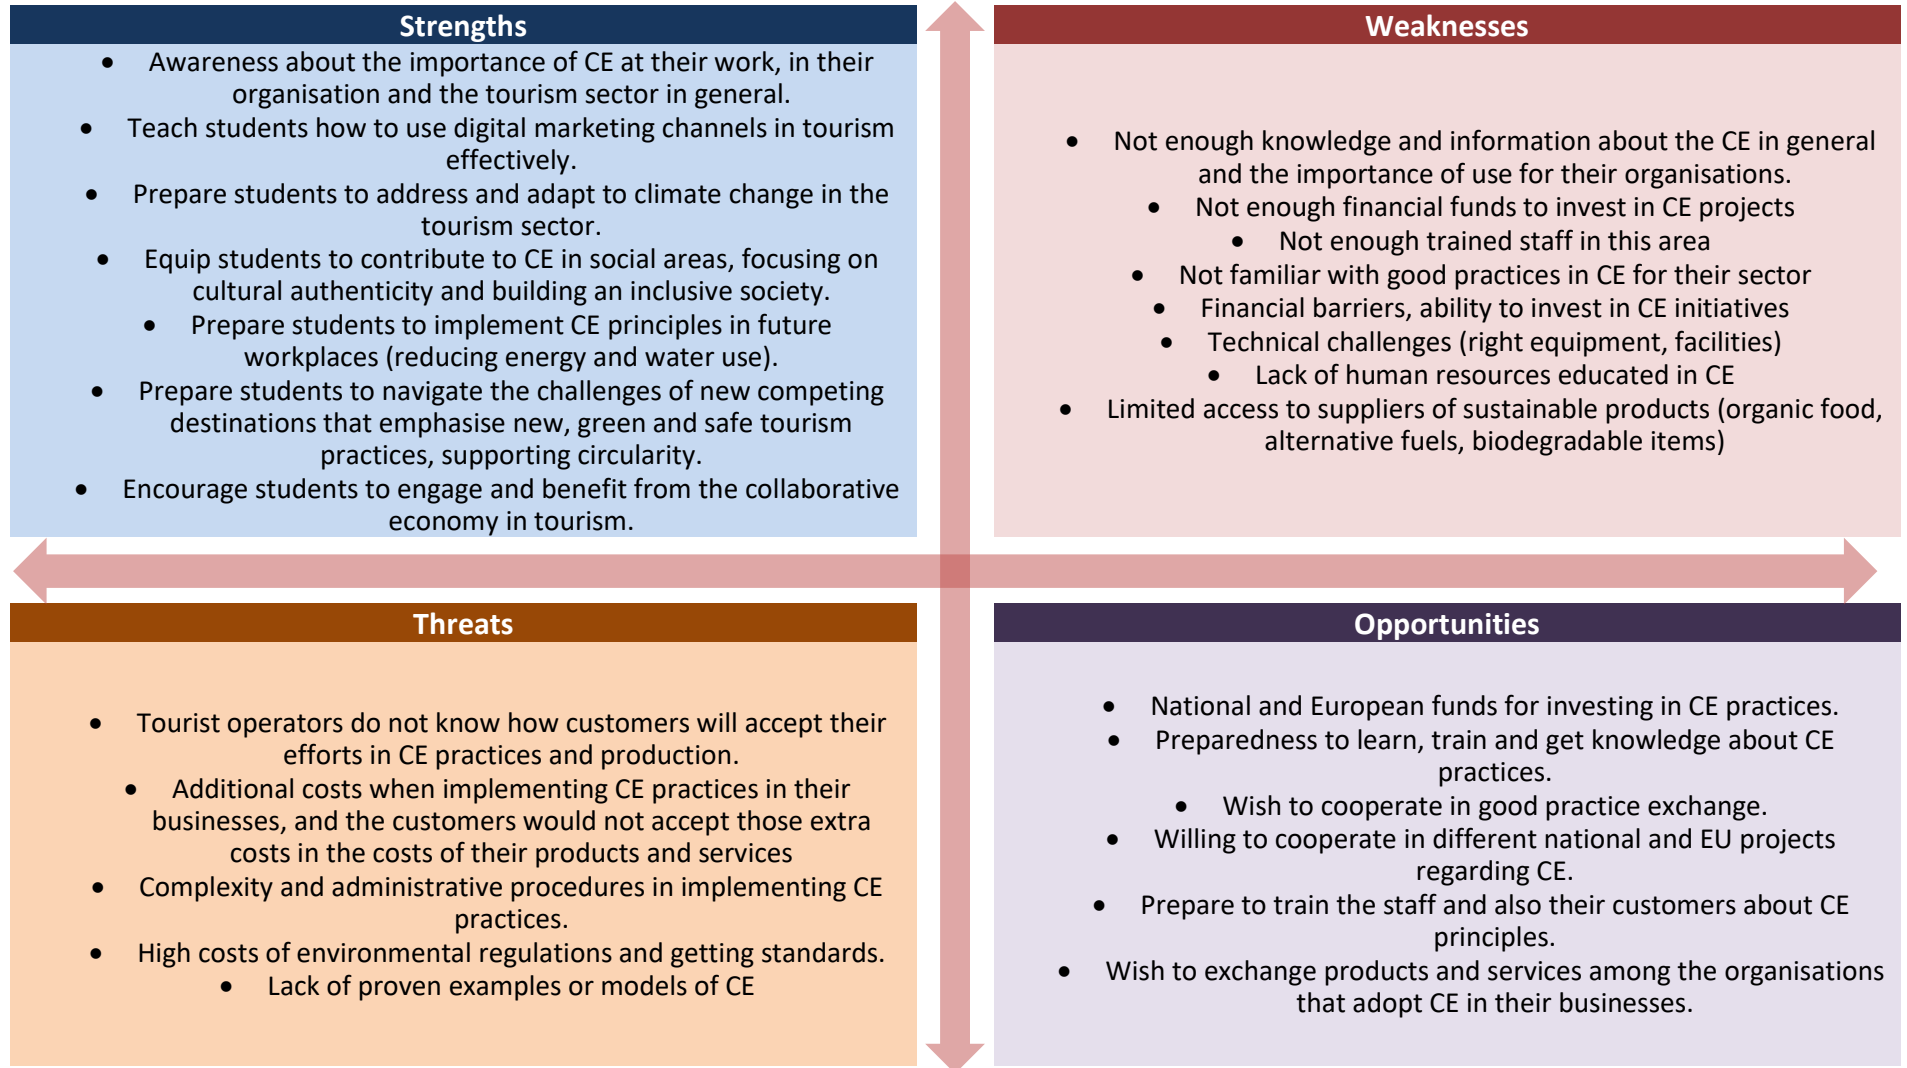 Strengths
• Awareness about the importance of CE at their work, in their
organisation and the tourism sector in general.
• Teach students how to use digital marketing channels in tourism
effectively.
• Prepare students to address and adapt to climate change in the
tourism sector.
• Equip students to contribute to CE in social areas, focusing on
cultural authenticity and building an inclusive society.
• Prepare students to implement CE principles in future
workplaces (reducing energy and water use).
• Prepare students to navigate the challenges of new competing
destinations that emphasise new, green and safe tourism
practices, supporting circularity.
• Encourage students to engage and benefit from the collaborative
economy in tourism.
Weaknesses
• Not enough knowledge and information about the CE in general
and the importance of use for their organisations.
• Not enough financial funds to invest in CE projects
• Not enough trained staff in this area
• Not familiar with good practices in CE for their sector
• Financial barriers, ability to invest in CE initiatives
• Technical challenges (right equipment, facilities)
• Lack of human resources educated in CE
• Limited access to suppliers of sustainable products (organic food,
alternative fuels, biodegradable items)
Threats
• Tourist operators do not know how customers will accept their
efforts in CE practices and production.
• Additional costs when implementing CE practices in their
businesses, and the customers would not accept those extra
costs in the costs of their products and services
• Complexity and administrative procedures in implementing CE
practices.
• High costs of environmental regulations and getting standards.
• Lack of proven examples or models of CE
Opportunities
• National and European funds for investing in CE practices.
• Preparedness to learn, train and get knowledge about CE
practices.
• Wish to cooperate in good practice exchange.
• Willing to cooperate in different national and EU projects
regarding CE.
• Prepare to train the staff and also their customers about CE
principles.
• Wish to exchange products and services among the organisations
that adopt CE in their businesses.